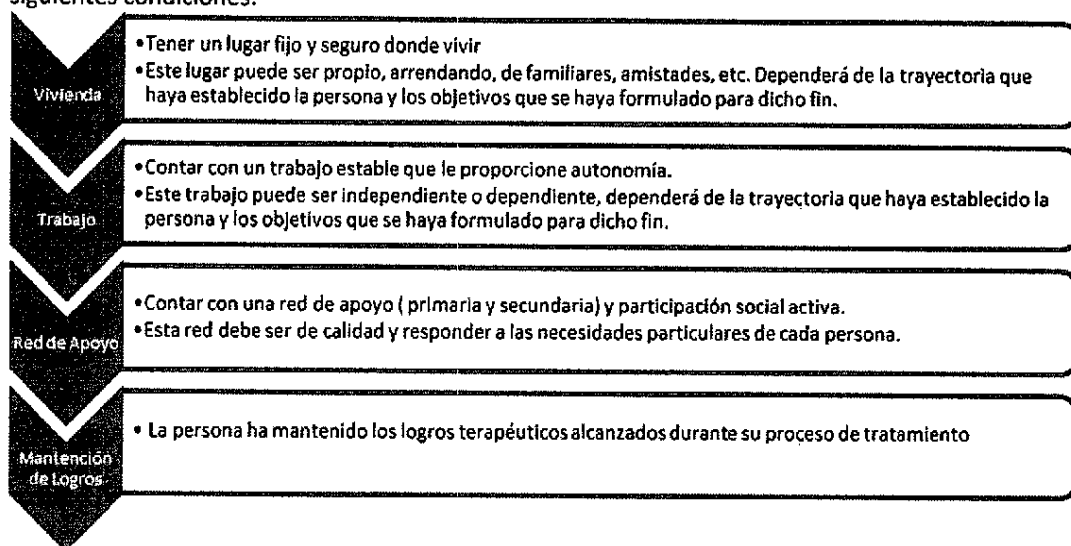 siguientes condiciones:
Vivienda
•Tener un lugar fijo y seguro donde vivir
•Este lugar puede ser propio, arrendando, de familiares, amistades, etc. Dependerá de la trayectoria que
haya establecido la persona y los objetivos que se haya formulado para dicho fin.
Trabajo
•Contar con un trabajo estable que le proporcione autonomía.
•Este trabajo puede ser independiente o dependiente, dependerá de la trayectoria que haya establecido la
persona y los objetivos que se haya formulado para dicho fin.
Red de Apoyo
•Contar con una red de apoyo ( primaria y secundaria) y participación social activa.
•Esta red debe ser de calidad y responder a las necesidades particulares de cada persona.
Mantención
de Logros
• La persona ha mantenido los logros terapéuticos alcanzados durante su proceso de tratamiento